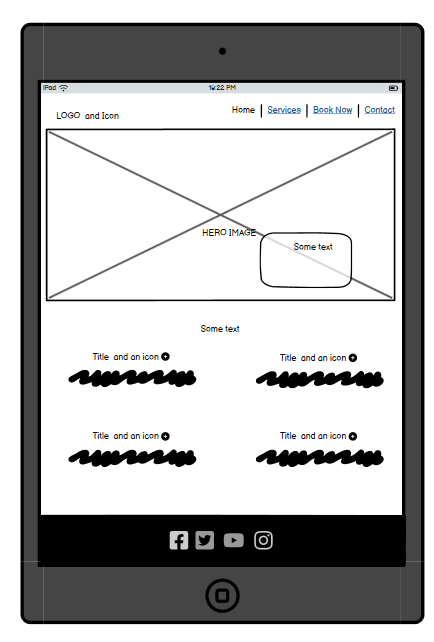 iPad 10:22 PM
LOGO and Icon
Home Services Book Now Contact
HERO IMAGE
Some text
Some text
Title and an icon
Title and an icon
Title and an icon
Title and an icon